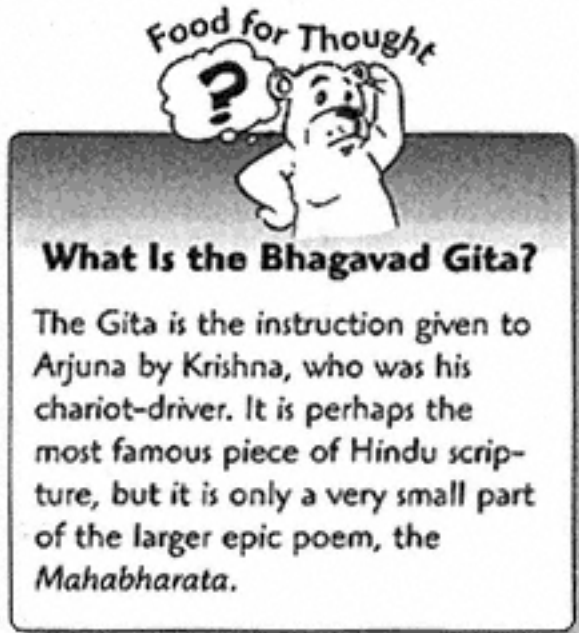 Food for Thought
?
What Is the Bhagavad Gita?
The Gita is the instruction given to
Arjuna by Krishna, who was his
chariot-driver. It is perhaps the
most famous piece of Hindu scrip-
ture, but it is only a very small part
of the larger epic poem, the
Mahabharata.